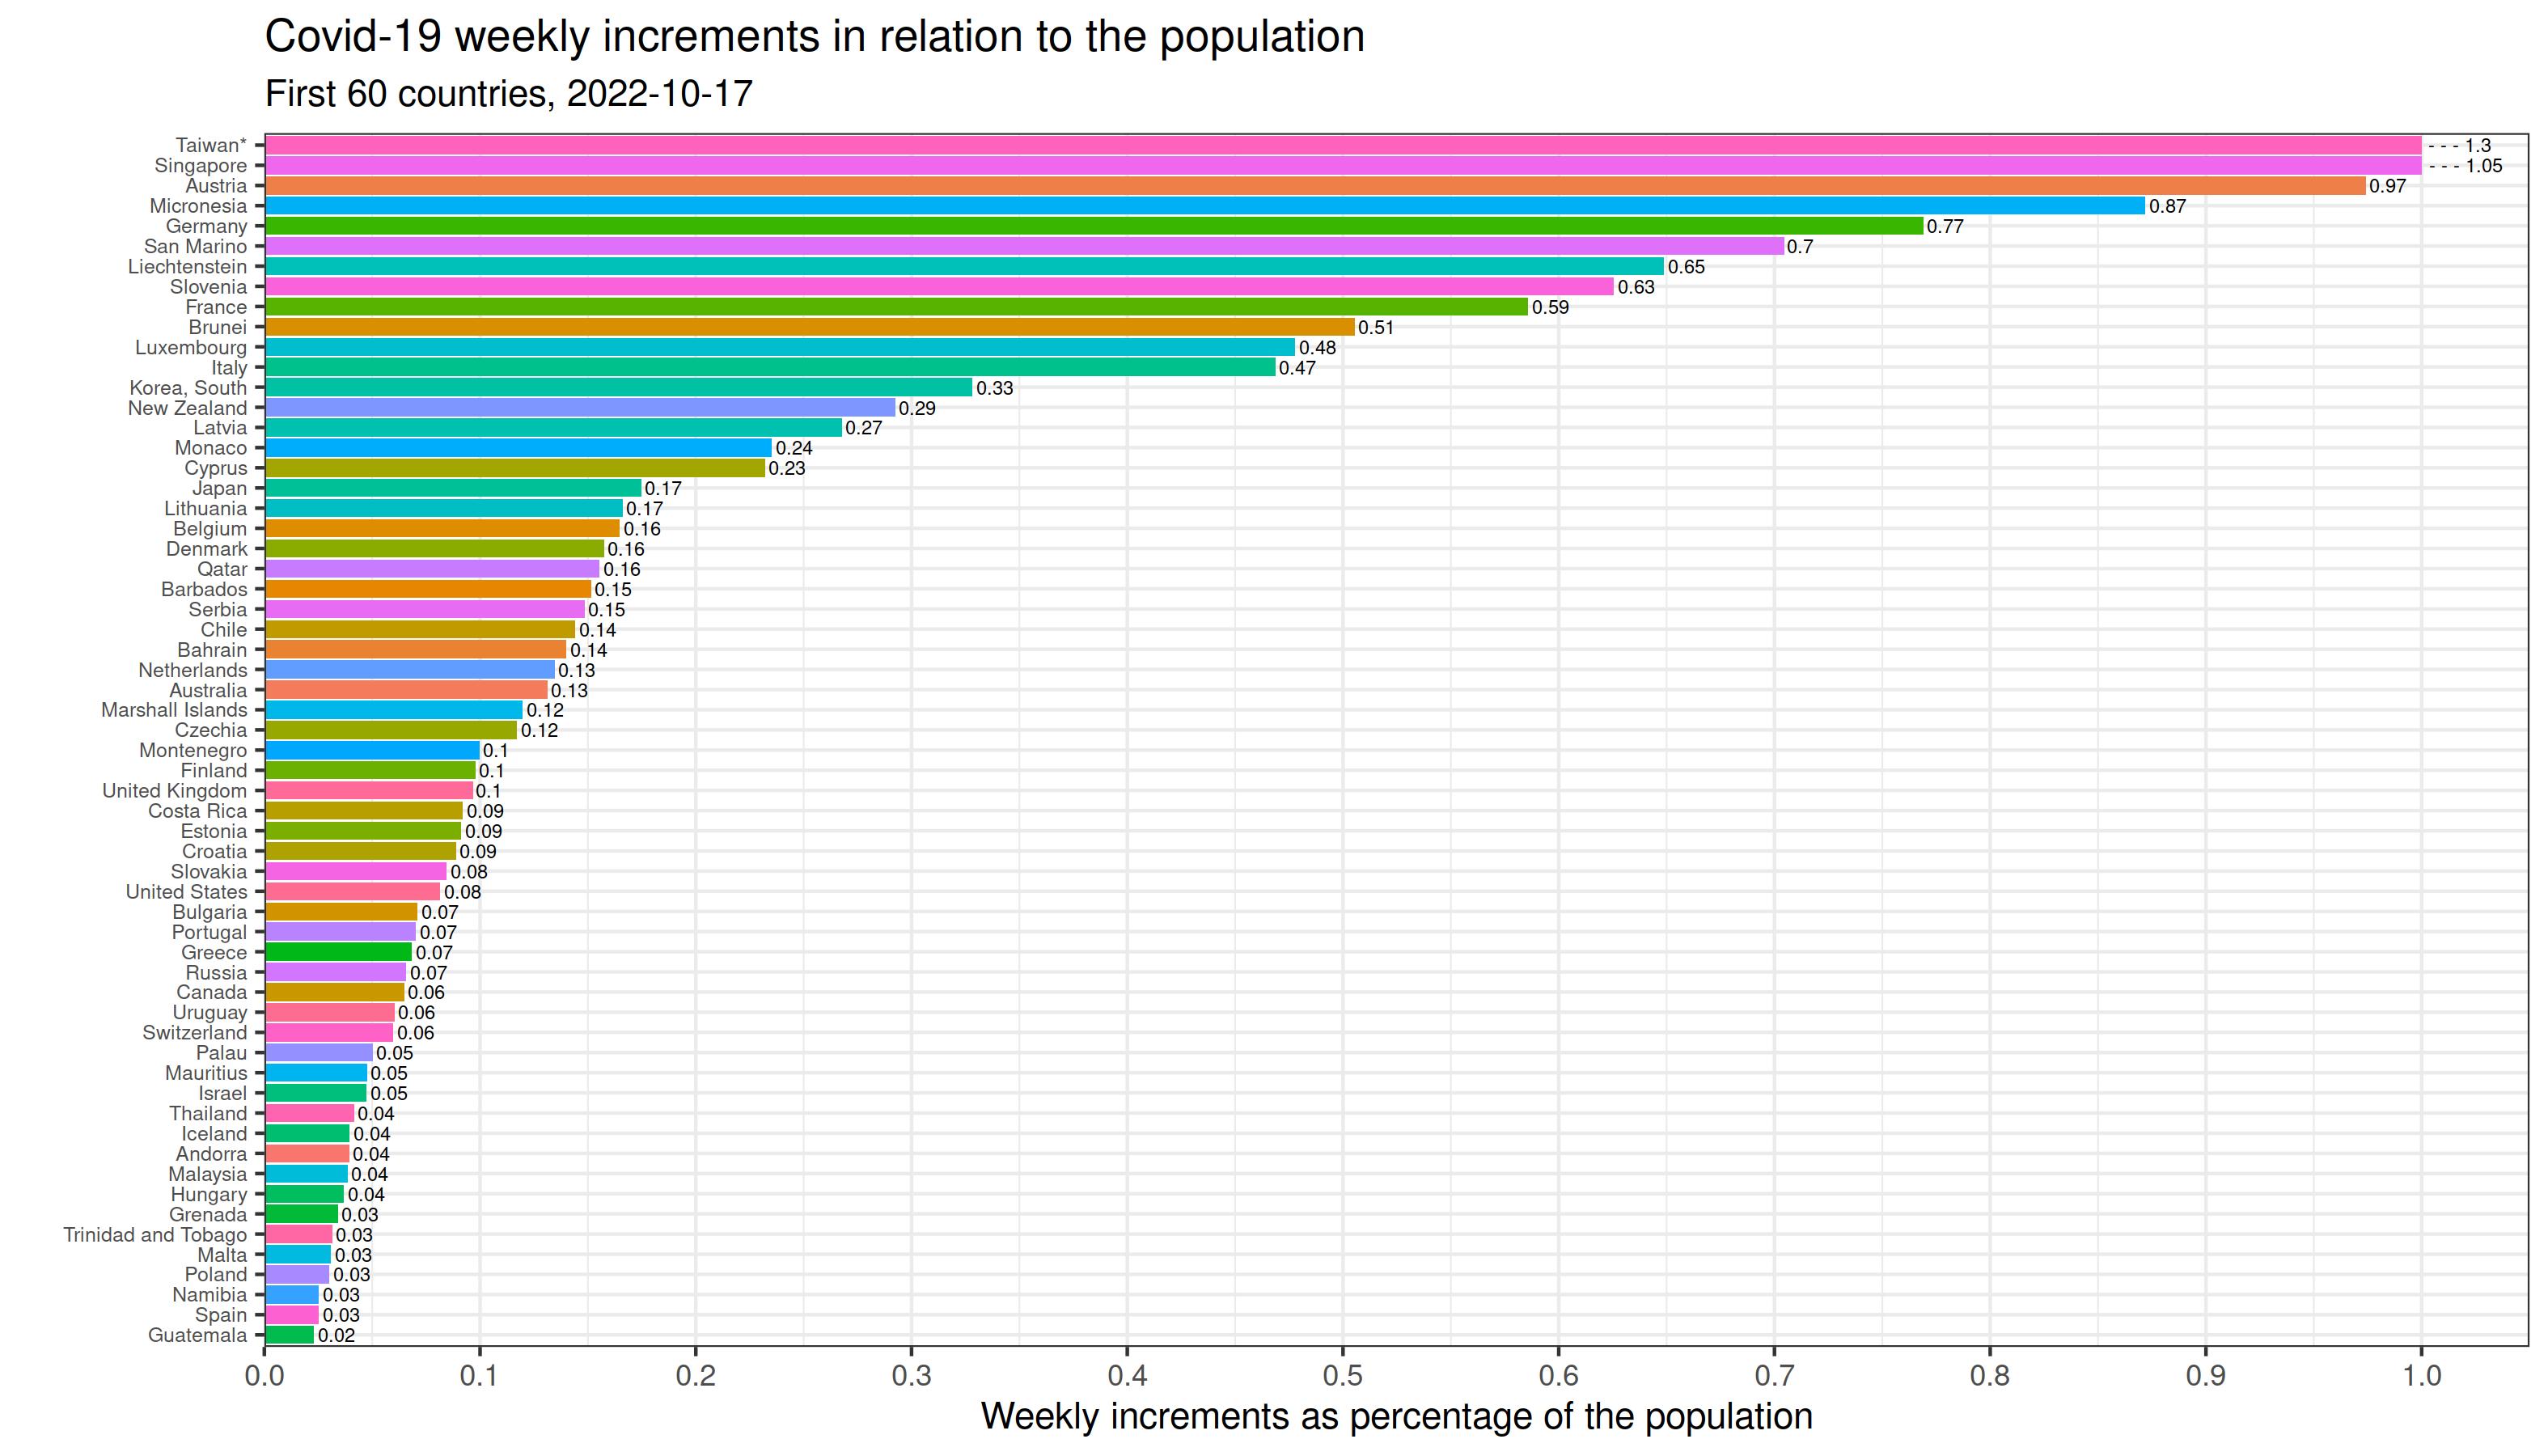 Covid-19 weekly increments in relation to the population
First 60 countries, 2022-10-17
Taiwan* - - - 1.3
Singapore - - - 1.05
Austria 0.97
Micronesia 0.87
Germany 0.77
San Marino 0.7
Liechtenstein 0.65
Slovenia 0.63
France 0.59
Brunei 0.51
Luxembourg 0.48
Italy 0.47
Korea, South 0.33
New Zealand 0.29
Latvia 0.27
Monaco 0.24
Cyprus 0.23
Japan 0.17
Lithuania 0.17
Belgium 0.16
Denmark 0.16
Qatar 0.16
Barbados 0.15
Serbia 0.15
Chile 0.14
Bahrain 0.14
Netherlands 0.13
Australia 0.13
Marshall Islands 0.12
Czechia 0.12
Montenegro 0.1
Finland 0.1
United Kingdom 0.1
Costa Rica 0.09
Estonia 0.09
Croatia 0.09
Slovakia 0.08
United States 0.08
Bulgaria 0.07
Portugal 0.07
Greece 0.07
Russia 0.07
Canada 0.06
Uruguay 0.06
Switzerland 0.06
Palau 0.05
Mauritius 0.05
Israel 0.05
Thailand 0.04
Iceland 0.04
Andorra 0.04
Malaysia 0.04
Hungary 0.04
Grenada 0.03
Trinidad and Tobago 0.03
Malta 0.03
Poland 0.03
Namibia 0.03
Spain 0.03
Guatemala 0.02
0.0 0.1 0.2 0.3 0.4 0.5 0.6 0.7 0.8 0.9 1.0
Weekly increments as percentage of the population